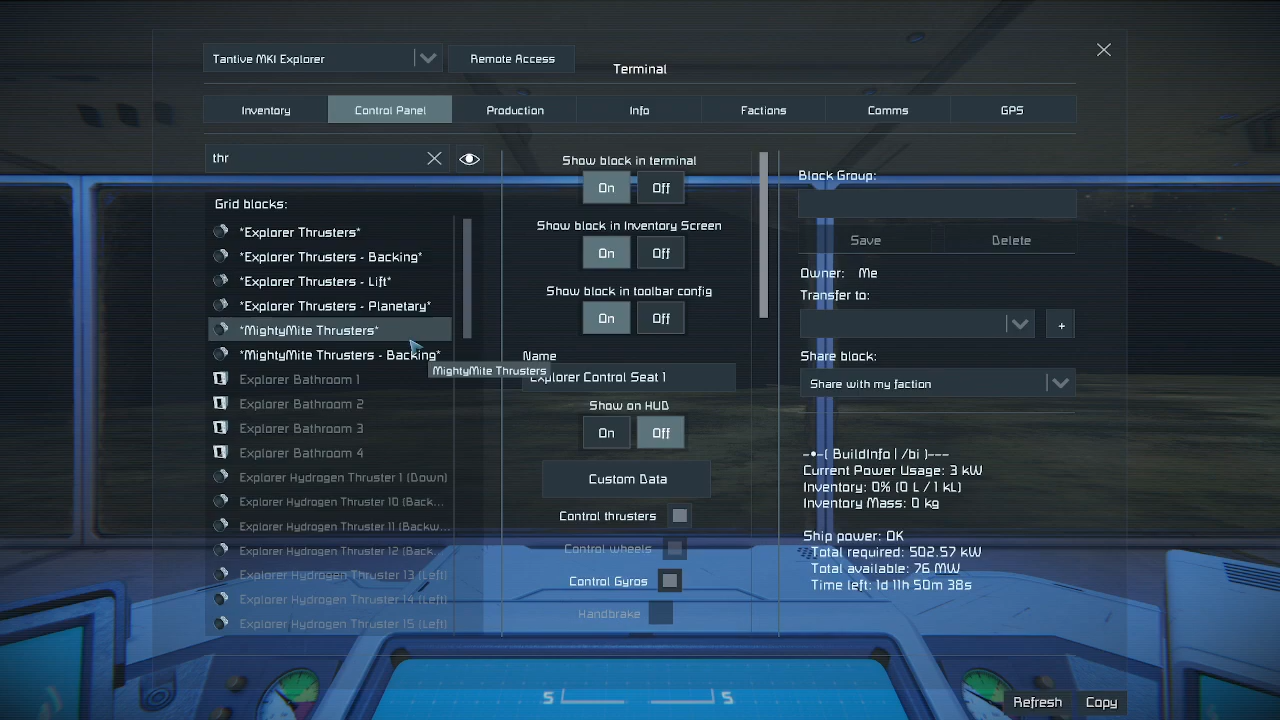 Tantive MKI Explorer
Remote Access
Terminal
Inventory
Control Panel
Production
Info
Factions
Comms
GPS
thr
Grid blocks:
*Explorer Thrusters*
*Explorer Thrusters - Backing*
*Explorer Thrusters - Lift*
*Explorer Thrusters - Planetary*
*MightyMite Thrusters*
*MightyMite Thrusters - Backing*
MightyMite Thrusters
Explorer Bathroom 1
Explorer Bathroom 2
Explorer Bathroom 3
Explorer Bathroom 4
Explorer Hydrogen Thruster 1 (Down)
Explorer Hydrogen Thruster 10 (Back...
Explorer Hydrogen Thruster 11 (Backw...
Explorer Hydrogen Thruster 12 (Back...
Explorer Hydrogen Thruster 13 (Left)
Explorer Hydrogen Thruster 14 (Left)
Explorer Hydrogen Thruster 15 (Left)
Show block in terminal
On Off
Show block in Inventory Screen
On Off
Show block in toolbar config
On Off
Name
Explorer Control Seat 1
Show on HUD
On Off
Custom Data
Control thrusters
Control wheels
Control Gyros
Handbrake
Block Group:
Save
Delete
Owner: Me
Transfer to:
+
Share block:
Share with my faction
-•-( BuildInfo | /bi )---
Current Power Usage: 3 kW
Inventory: 0% (0 L / 1 kL)
Inventory Mass: 0 kg
Ship power: OK
Total required: 502.57 kW
Total available: 76 MW
Time left: 1d 11h 50m 38s
5 5
Refresh
Copy